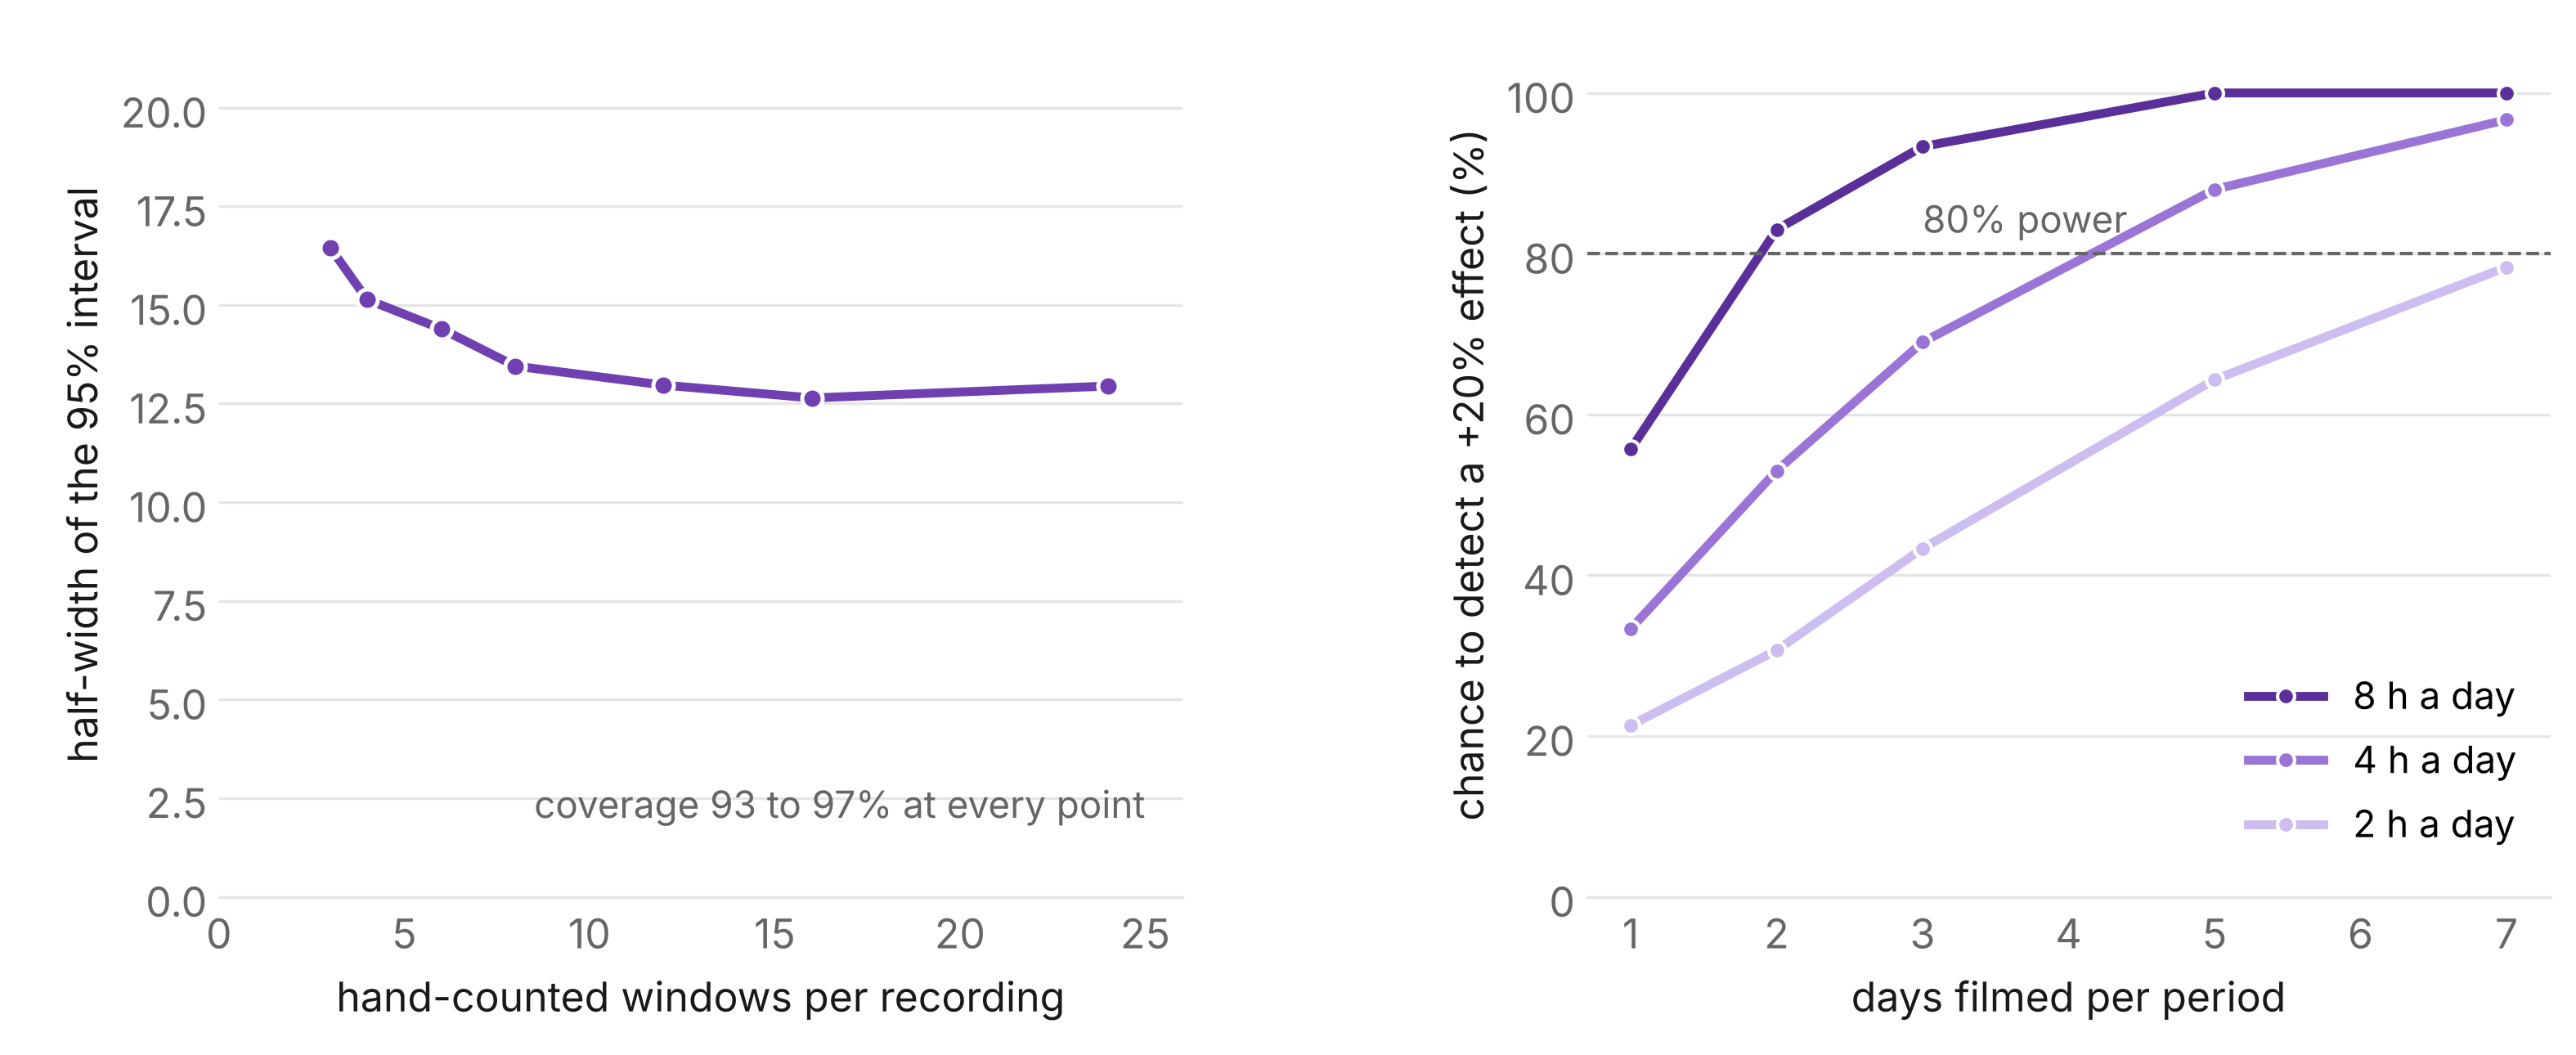 half-width of the 95% interval
20.0
17.5
15.0
12.5
10.0
7.5
5.0
2.5
0.0
coverage 93 to 97% at every point
0 5 10 15 20 25
hand-counted windows per recording
chance to detect a +20% effect (%)
100
80
60
40
20
0
80% power
8 h a day
4 h a day
2 h a day
1 2 3 4 5 6 7
days filmed per period